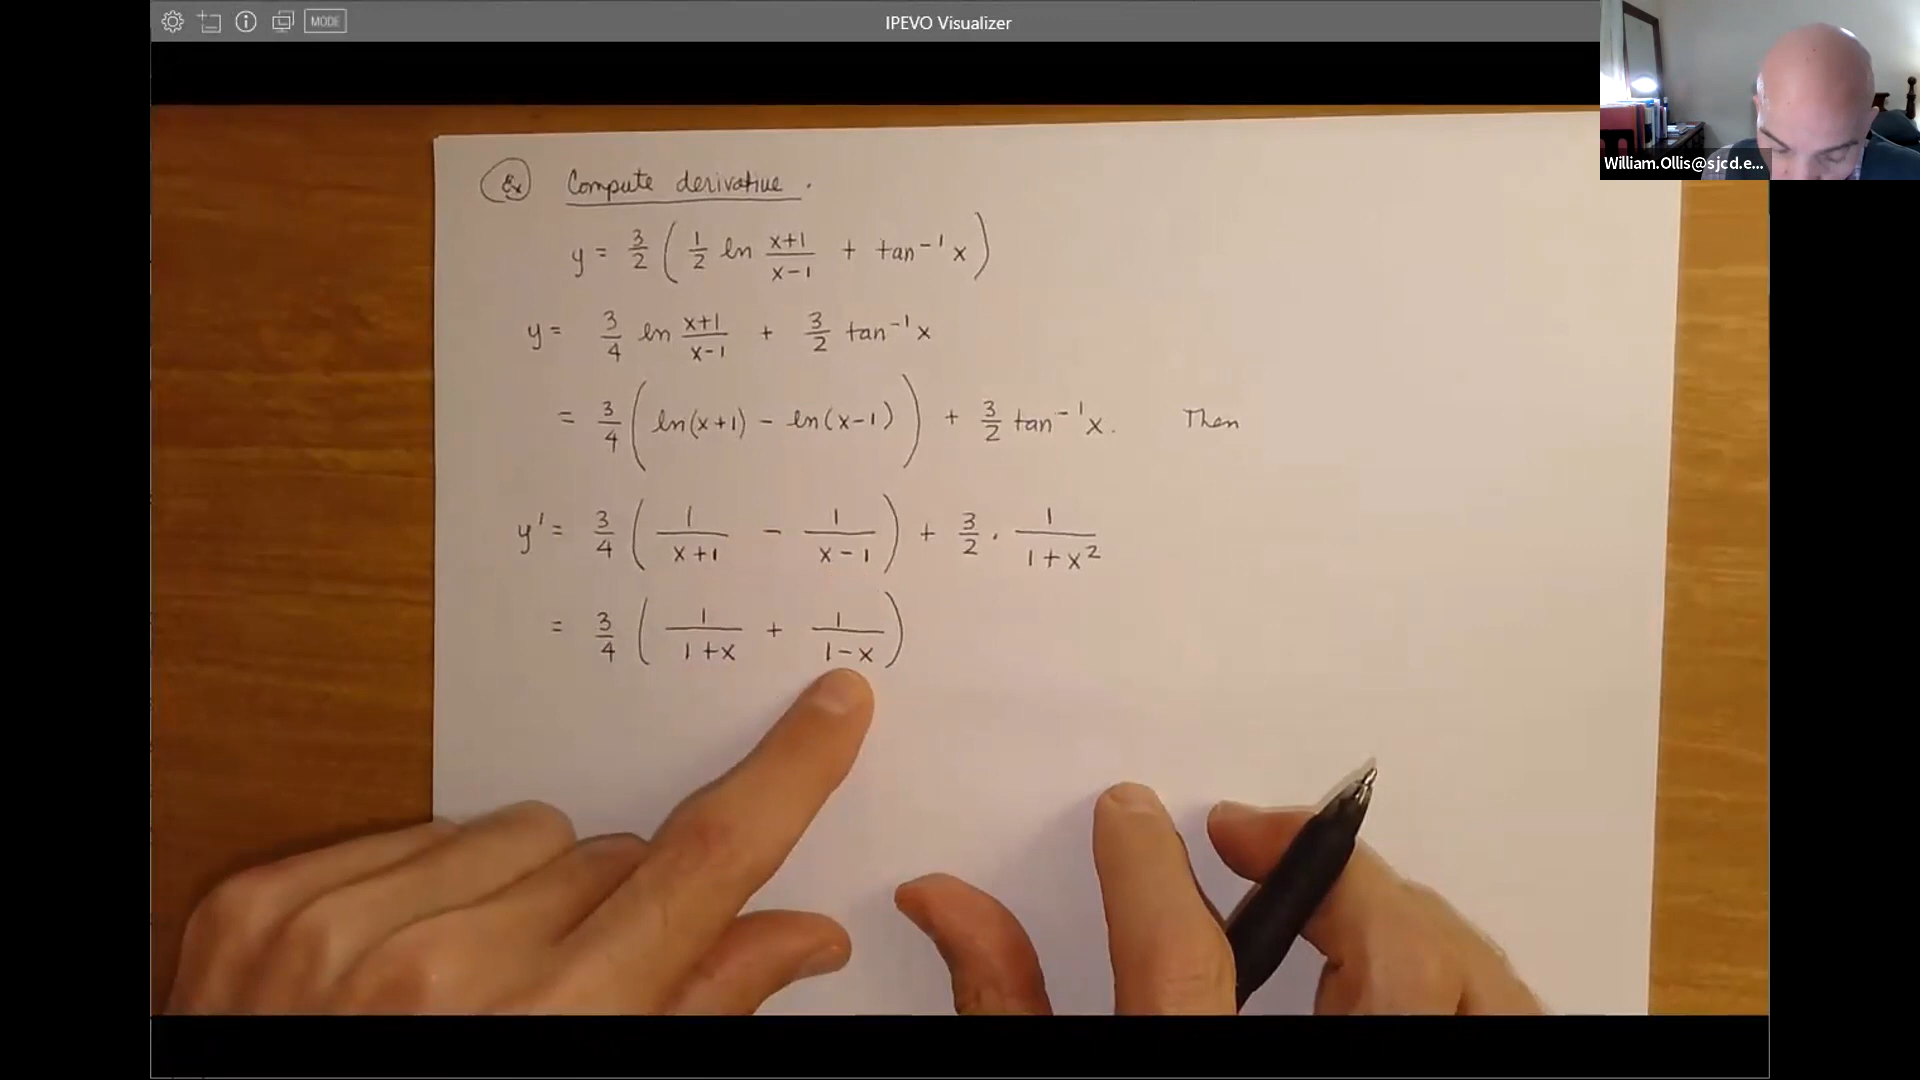 MODE
IPEVO Visualizer
William.Ollis@sjcd.e...
Ex Compute derivative.
y = 3/2 ( 1/2 ln (x+1)/(x-1) + tan⁻¹ x )
y = 3/4 ln (x+1)/(x-1) + 3/2 tan⁻¹ x
= 3/4 ( ln(x+1) - ln(x-1) ) + 3/2 tan⁻¹ x. Then
y' = 3/4 ( 1/(x+1) - 1/(x-1) ) + 3/2 · 1/(1+x²)
= 3/4 ( 1/(1+x) + 1/(1-x) )